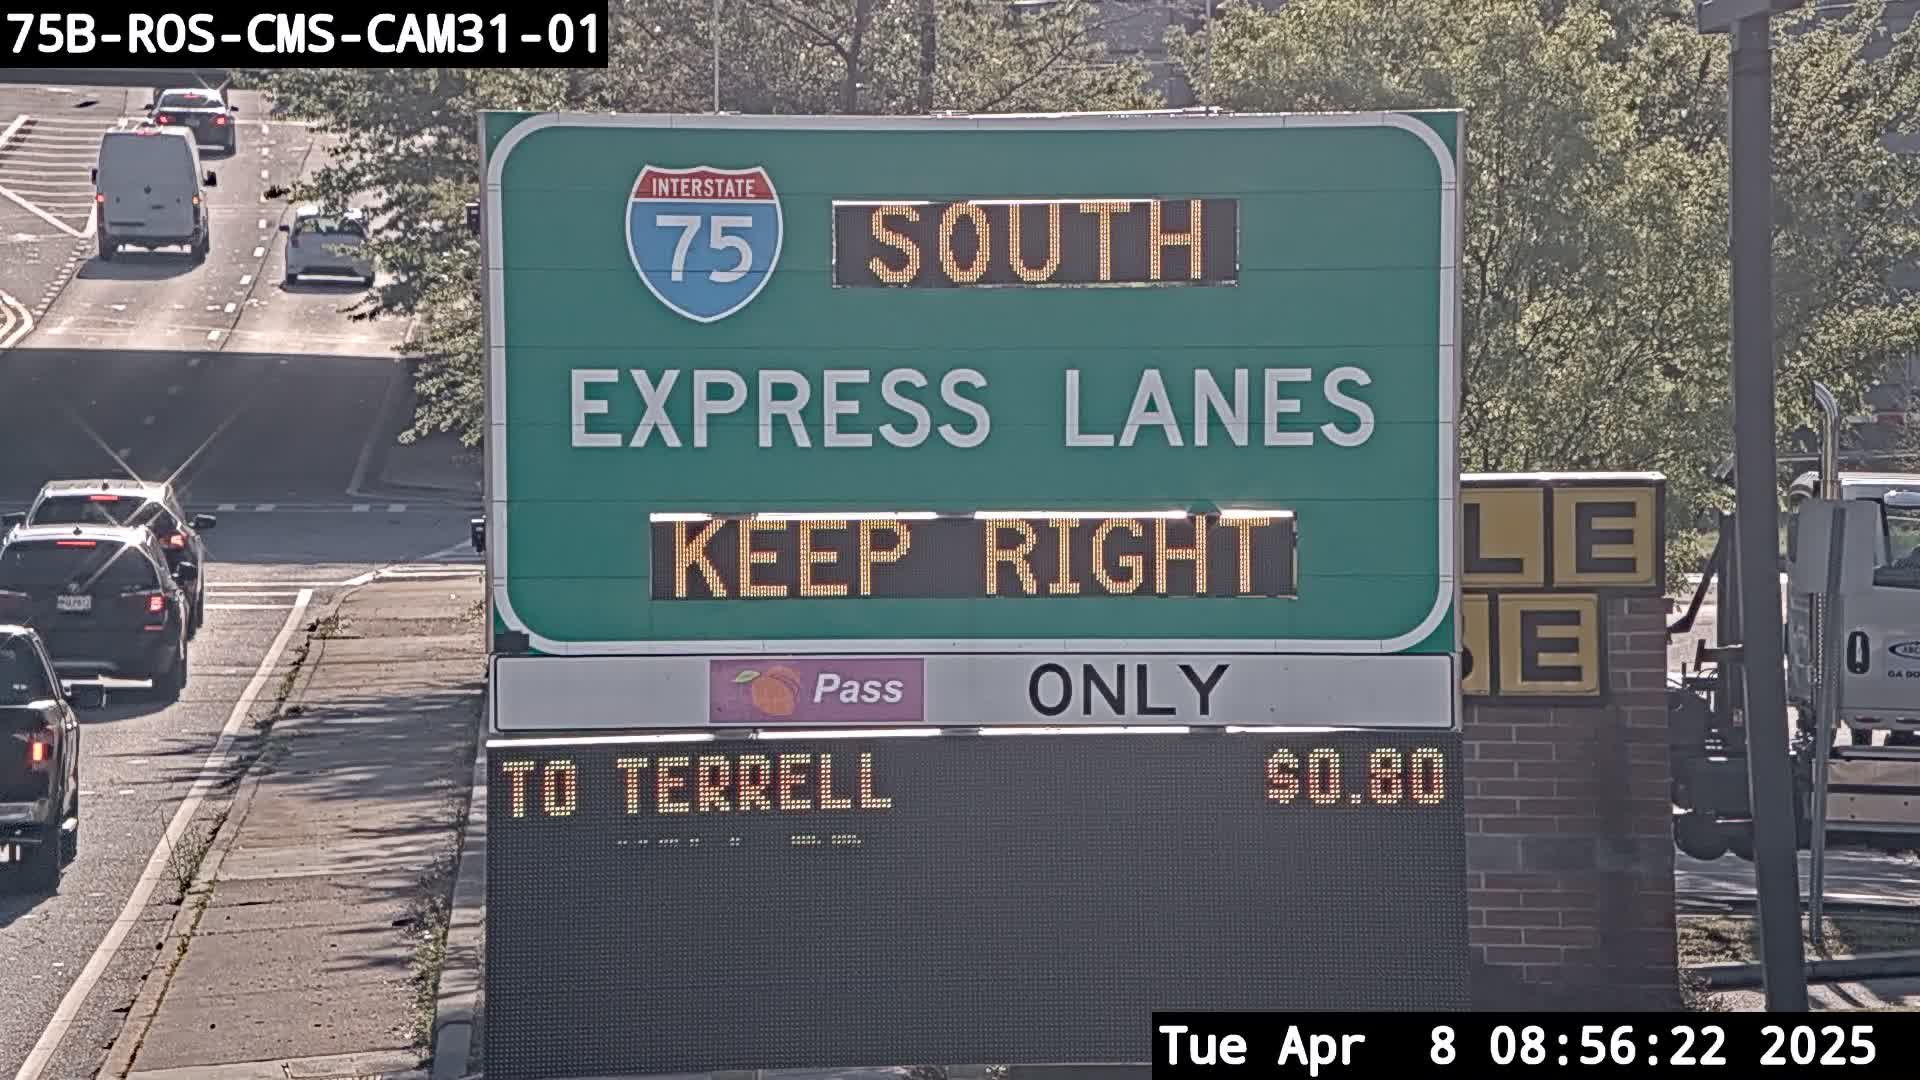 75B-ROS-CMS-CAM31-01
INTERSTATE
75
SOUTH
EXPRESS LANES
KEEP RIGHT
Pass ONLY
TO TERRELL $0.80
LE
E
Tue Apr 8 08:56:22 2025